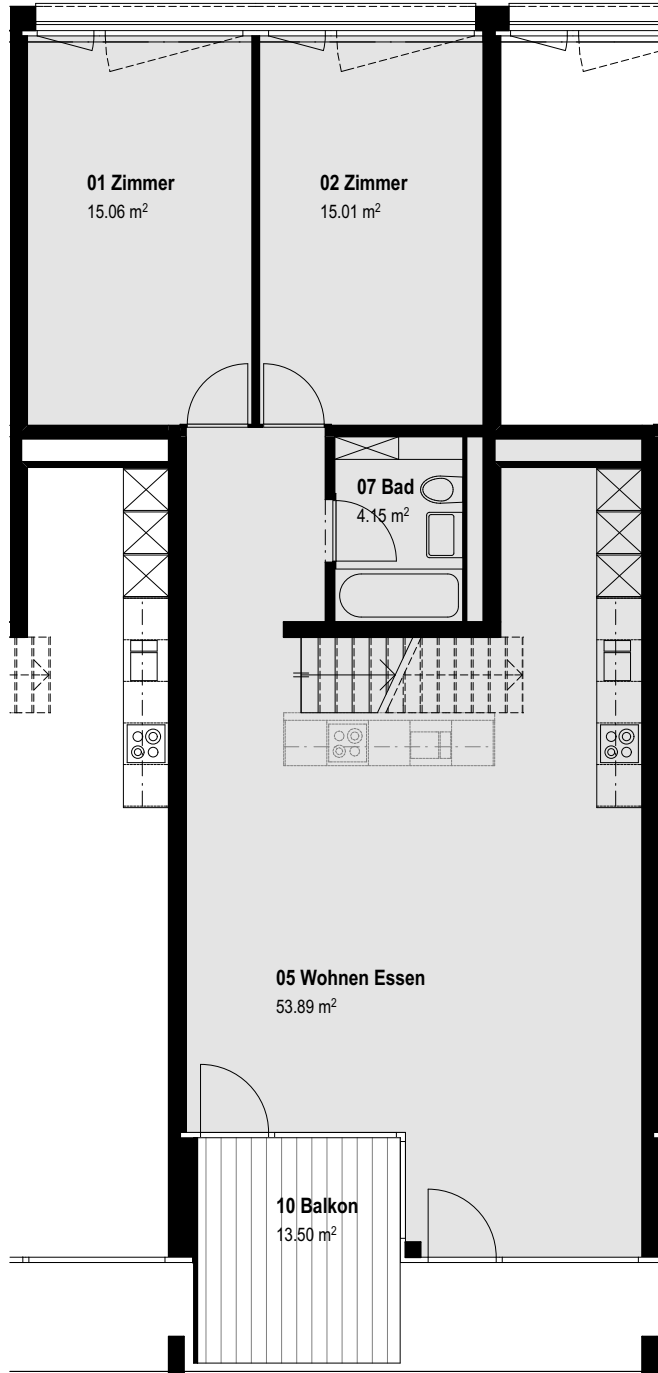 01 Zimmer
15.06 m²
02 Zimmer
15.01 m²
07 Bad
4.15 m²
05 Wohnen Essen
53.89 m²
10 Balkon
13.50 m²